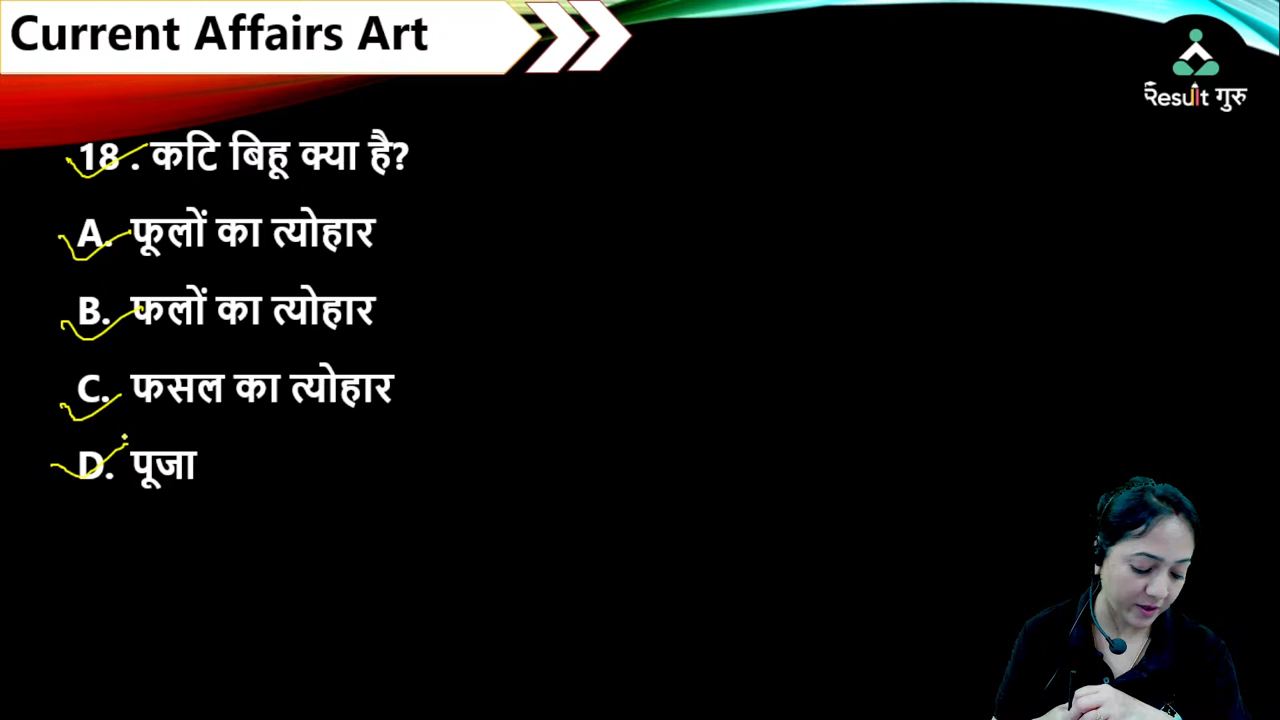 Current Affairs Art
Result गुरु
18 . कटि बिहू क्या है?
A. फूलों का त्योहार
B. फलों का त्योहार
C. फसल का त्योहार
D. पूजा